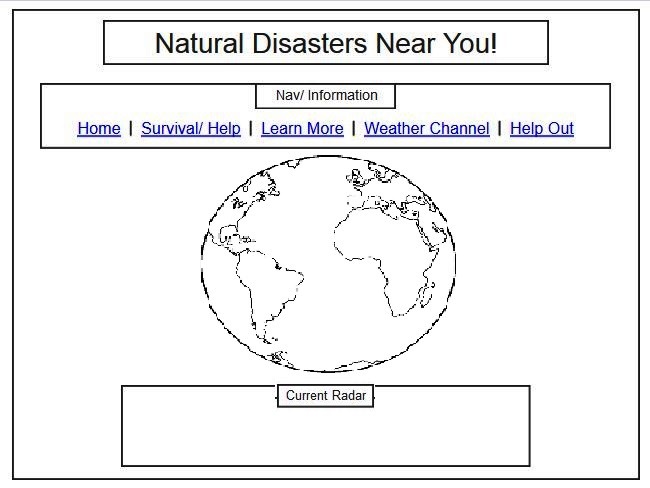 Natural Disasters Near You!
Nav/ Information
Home | Survival/ Help | Learn More | Weather Channel | Help Out
Current Radar